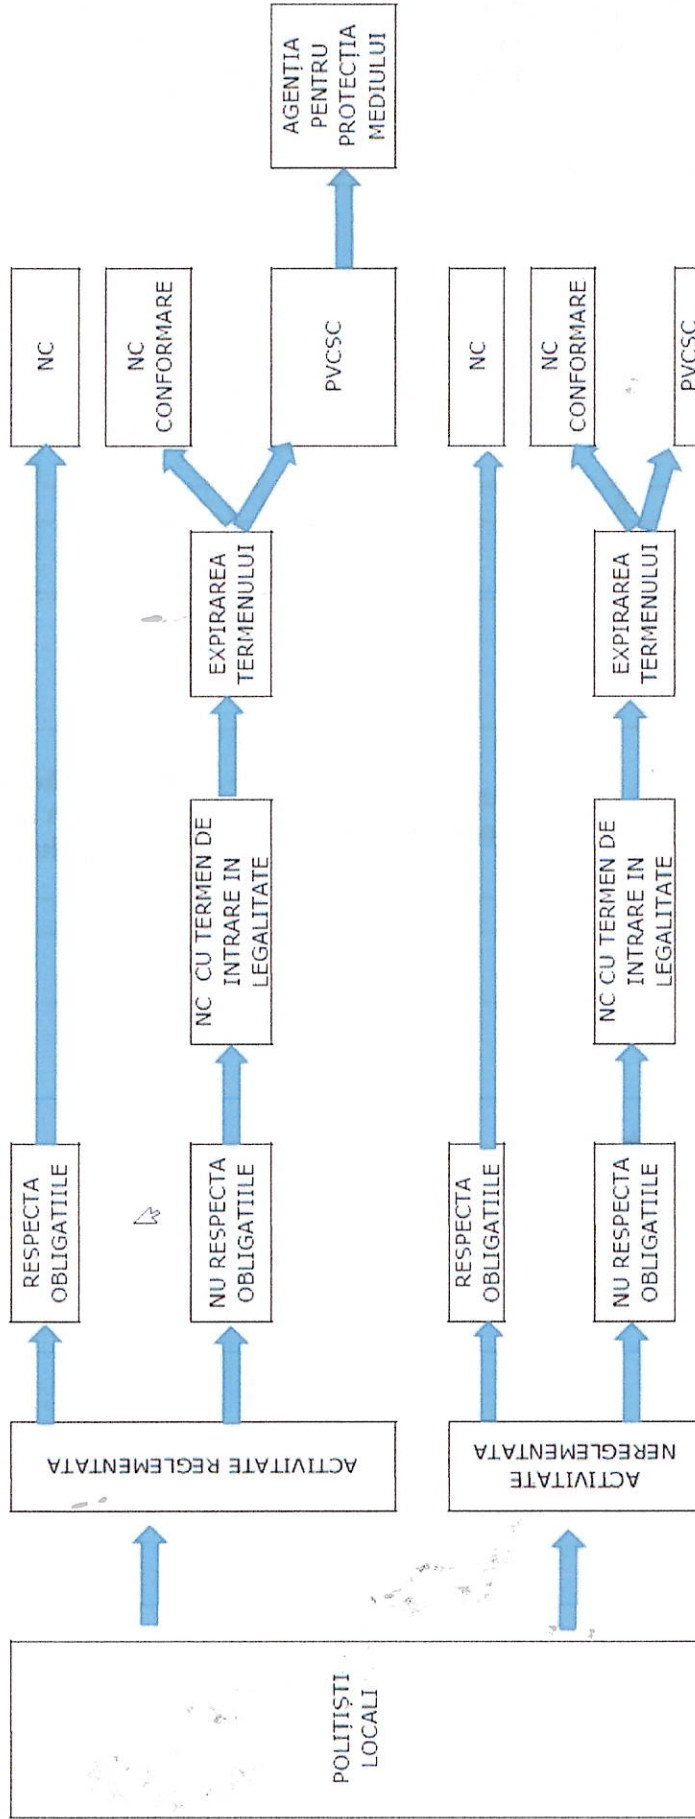 POLIȚIȘTI
LOCALI
ACTIVITATE REGLEMENTATA
RESPECTA
OBLIGATIILE
NC
NU RESPECTA
OBLIGATIILE
NC CU TERMEN DE
INTRARE IN
LEGALITATE
EXPIRAREA
TERMENULUI
NC
CONFORMARE
PVCSC
AGENȚIA
PENTRU
PROTECȚIA
MEDIULUI
ACTIVITATE
NEREGLEMENTATA
RESPECTA
OBLIGATIILE
NC
NU RESPECTA
OBLIGATIILE
NC CU TERMEN DE
INTRARE IN
LEGALITATE
EXPIRAREA
TERMENULUI
NC
CONFORMARE
PVCSC